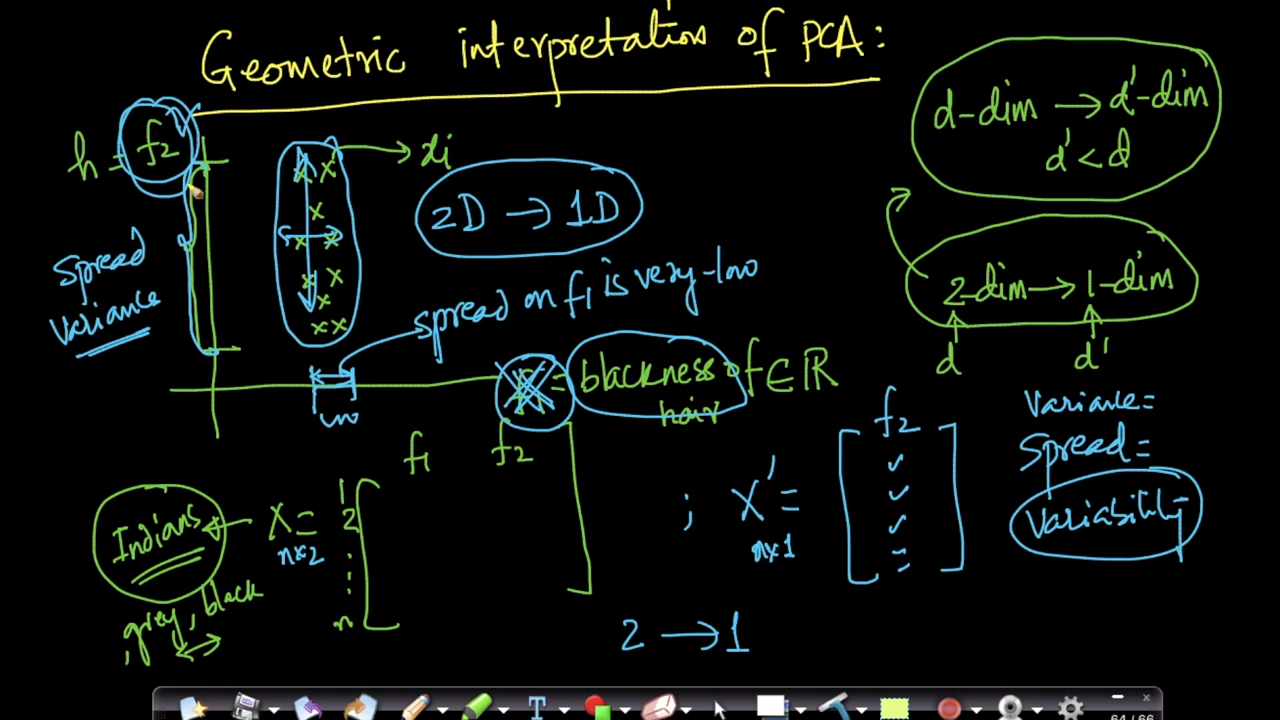 Geometric interpretation of PCA:
d-dim → d'-dim
d' < d
h = f2
→ xi
2D → 1D
spread
variance
spread on f1 is very-low
2-dim → 1-dim
d d'
= blackness of hair f ∈ ℝ
variance =
spread =
variability
f1 f2
Indians ← X = 1
n×2 2
n
grey, black
; X' =
n×1
f2
✓
✓
✓
2 → 1
64 / 66